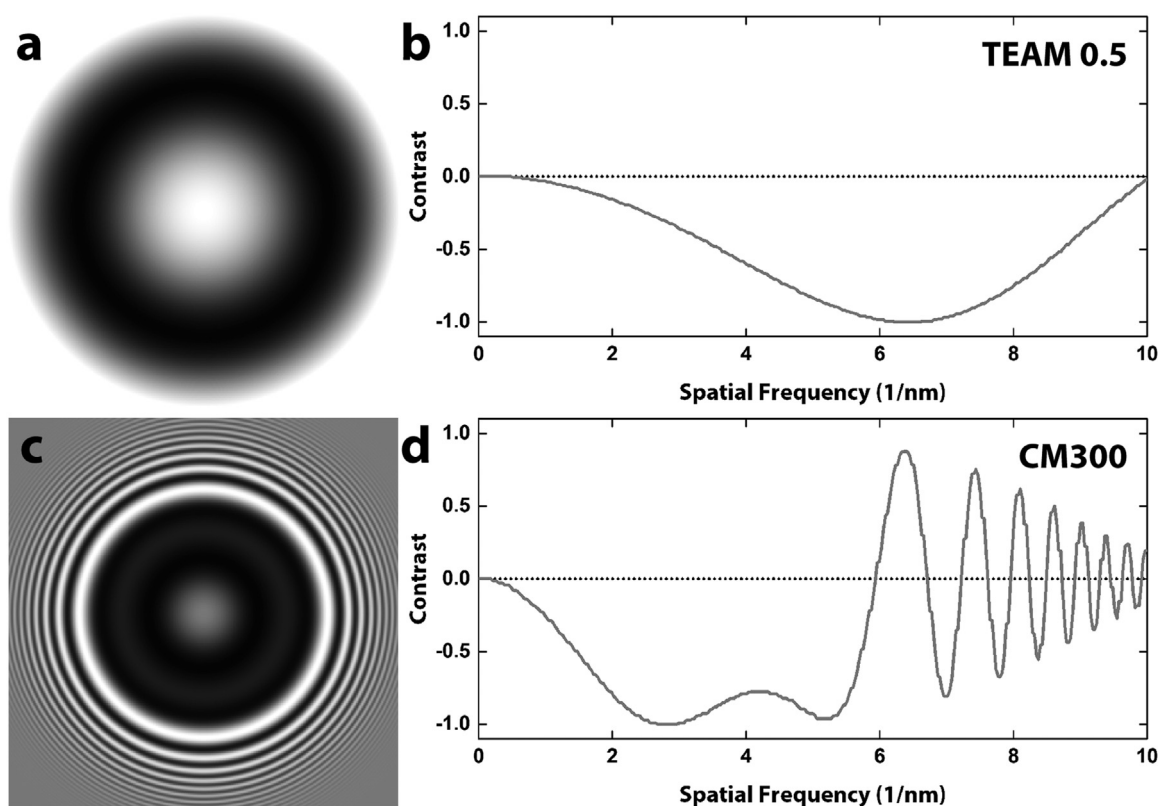 a
b
TEAM 0.5
1.0
0.5
0.0
-0.5
-1.0
Contrast
0 2 4 6 8 10
Spatial Frequency (1/nm)
c
d
CM300
1.0
0.5
0.0
-0.5
-1.0
Contrast
0 2 4 6 8 10
Spatial Frequency (1/nm)